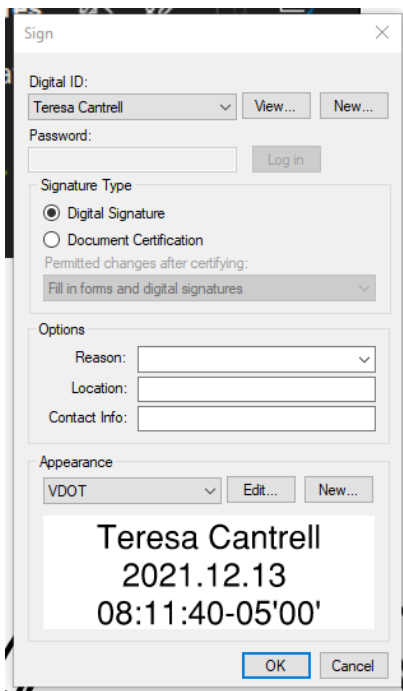 Sign
Digital ID:
Teresa Cantrell View... New...
Password:
Log in
Signature Type
Digital Signature
Document Certification
Permitted changes after certifying:
Fill in forms and digital signatures
Options
Reason:
Location:
Contact Info:
Appearance
VDOT Edit... New...
Teresa Cantrell
2021.12.13
08:11:40-05'00'
OK Cancel